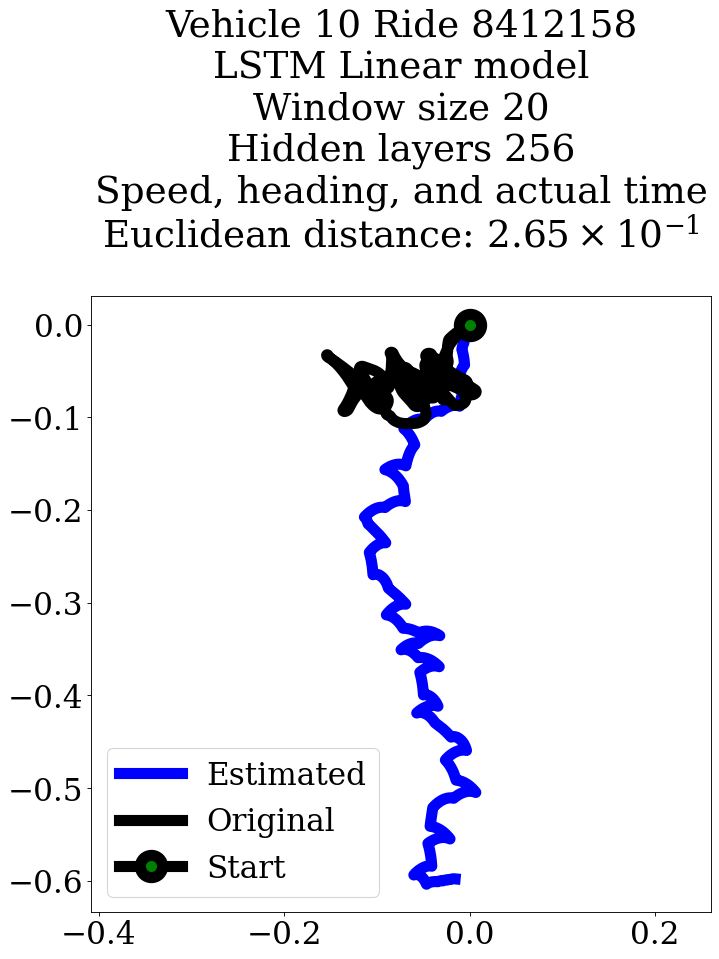 Vehicle 10 Ride 8412158
LSTM Linear model
Window size 20
Hidden layers 256
Speed, heading, and actual time
Euclidean distance: 2.65 × 10⁻¹
0.0
−0.1
−0.2
−0.3
−0.4
−0.5
−0.6
Estimated
Original
Start
−0.4 −0.2 0.0 0.2